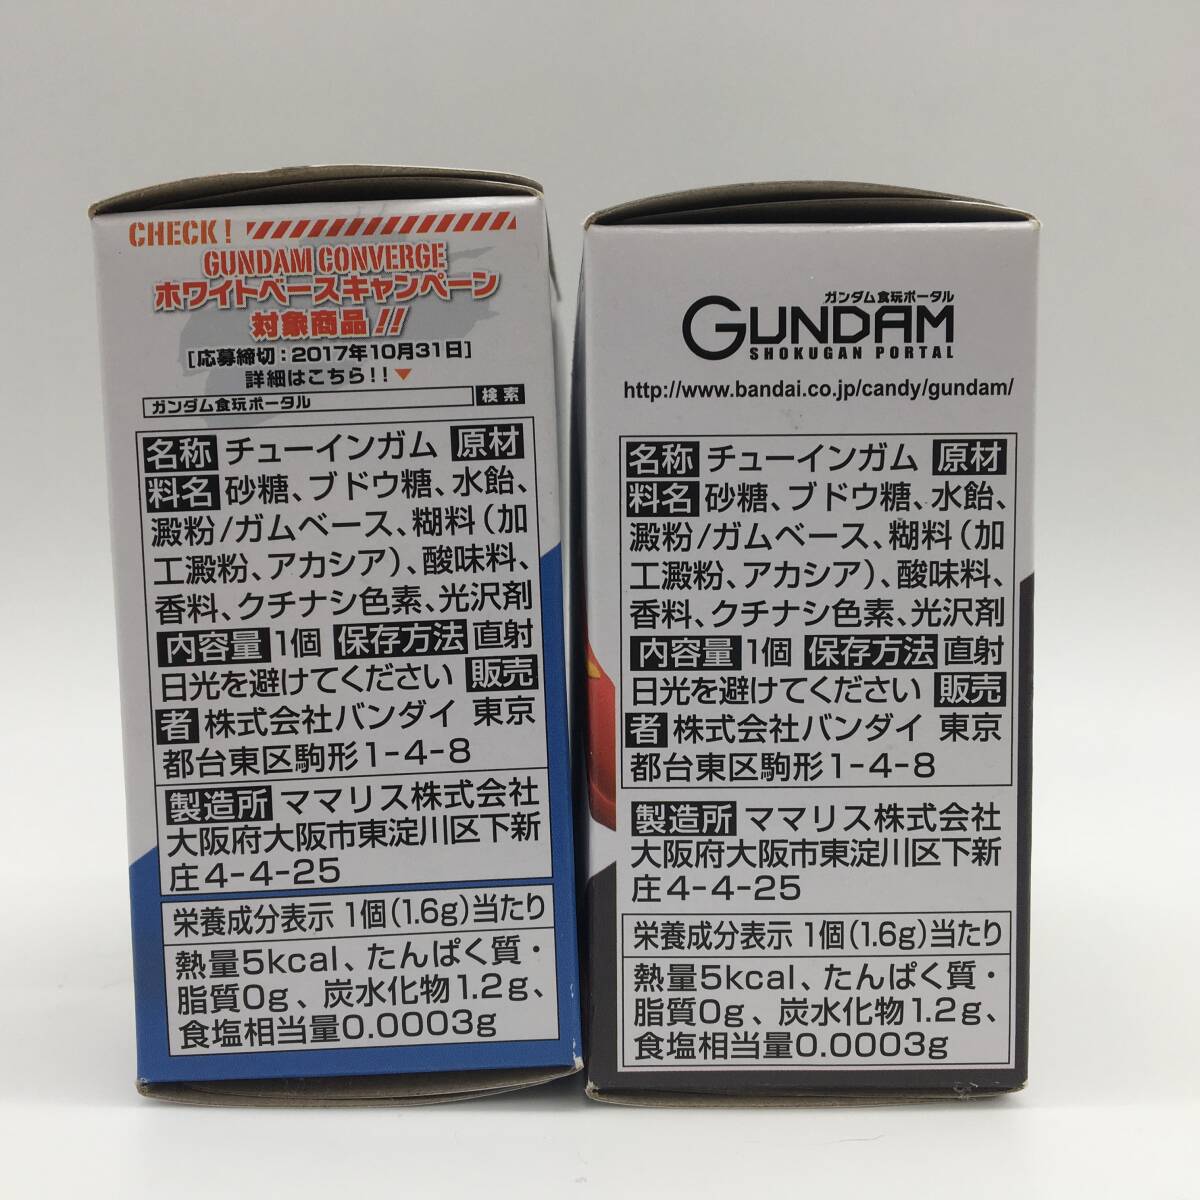 CHECK!
GUNDAM CONVERGE
ホワイトベースキャンペーン
対象商品!!
[応募締切:2017年10月31日]
詳細はこちら!!▼
ガンダム食玩ポータル 検索
名称 チューインガム 原材
料名 砂糖、ブドウ糖、水飴、
澱粉/ガムベース、糊料(加
工澱粉、アカシア)、酸味料、
香料、クチナシ色素、光沢剤
内容量 1個 保存方法 直射
日光を避けてください 販売
者 株式会社バンダイ 東京
都台東区駒形1-4-8
製造所 ママリス株式会社
大阪府大阪市東淀川区下新
庄4-4-25
栄養成分表示 1個(1.6g)当たり
熱量5kcal、たんぱく質・
脂質0g、炭水化物1.2g、
食塩相当量0.0003g
ガンダム食玩ポータル
GUNDAM
SHOKUGAN PORTAL
http://www.bandai.co.jp/candy/gundam/
名称 チューインガム 原材
料名 砂糖、ブドウ糖、水飴、
澱粉/ガムベース、糊料(加
工澱粉、アカシア)、酸味料、
香料、クチナシ色素、光沢剤
内容量 1個 保存方法 直射
日光を避けてください 販売
者 株式会社バンダイ 東京
都台東区駒形1-4-8
製造所 ママリス株式会社
大阪府大阪市東淀川区下新
庄4-4-25
栄養成分表示 1個(1.6g)当たり
熱量5kcal、たんぱく質・
脂質0g、炭水化物1.2g、
食塩相当量0.0003g